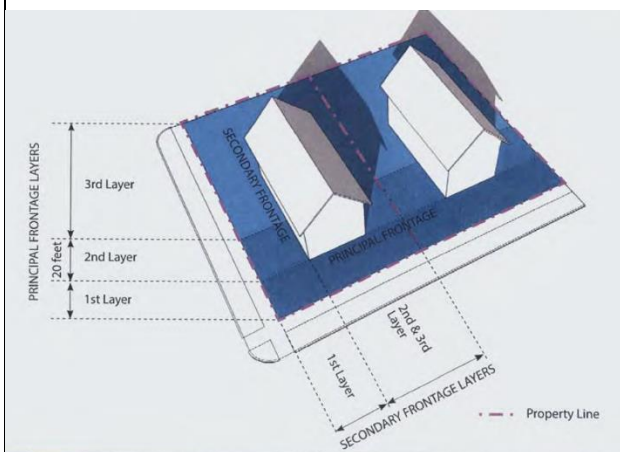 PRINCIPAL FRONTAGE LAYERS
3rd Layer
20 feet
2nd Layer
1st Layer
SECONDARY FRONTAGE
PRINCIPAL FRONTAGE
1st Layer
2nd & 3rd
Layer
SECONDARY FRONTAGE LAYERS
Property Line